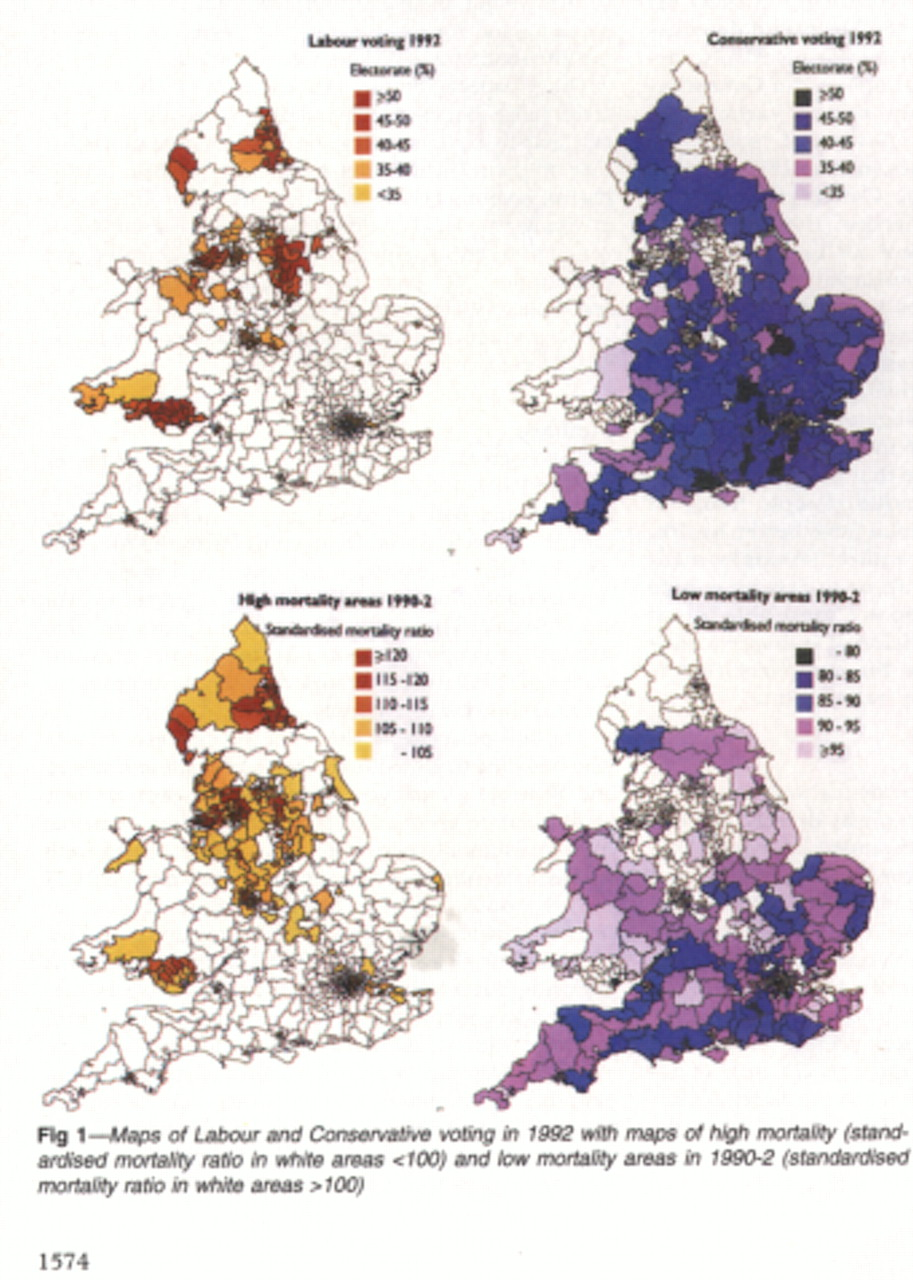 Labour voting 1992
Electorate (%)
≥50
45-50
40-45
35-40
<35
Conservative voting 1992
Electorate (%)
≥50
45-50
40-45
35-40
<35
High mortality areas 1990-2
Standardised mortality ratio
≥120
115 -120
110 -115
105 - 110
- 105
Low mortality areas 1990-2
Standardised mortality ratio
- 80
80 - 85
85 - 90
90 - 95
≥95
Fig 1—Maps of Labour and Conservative voting in 1992 with maps of high mortality (stand-
ardised mortality ratio in white areas <100) and low mortality areas in 1990-2 (standardised
mortality ratio in white areas >100)
1574